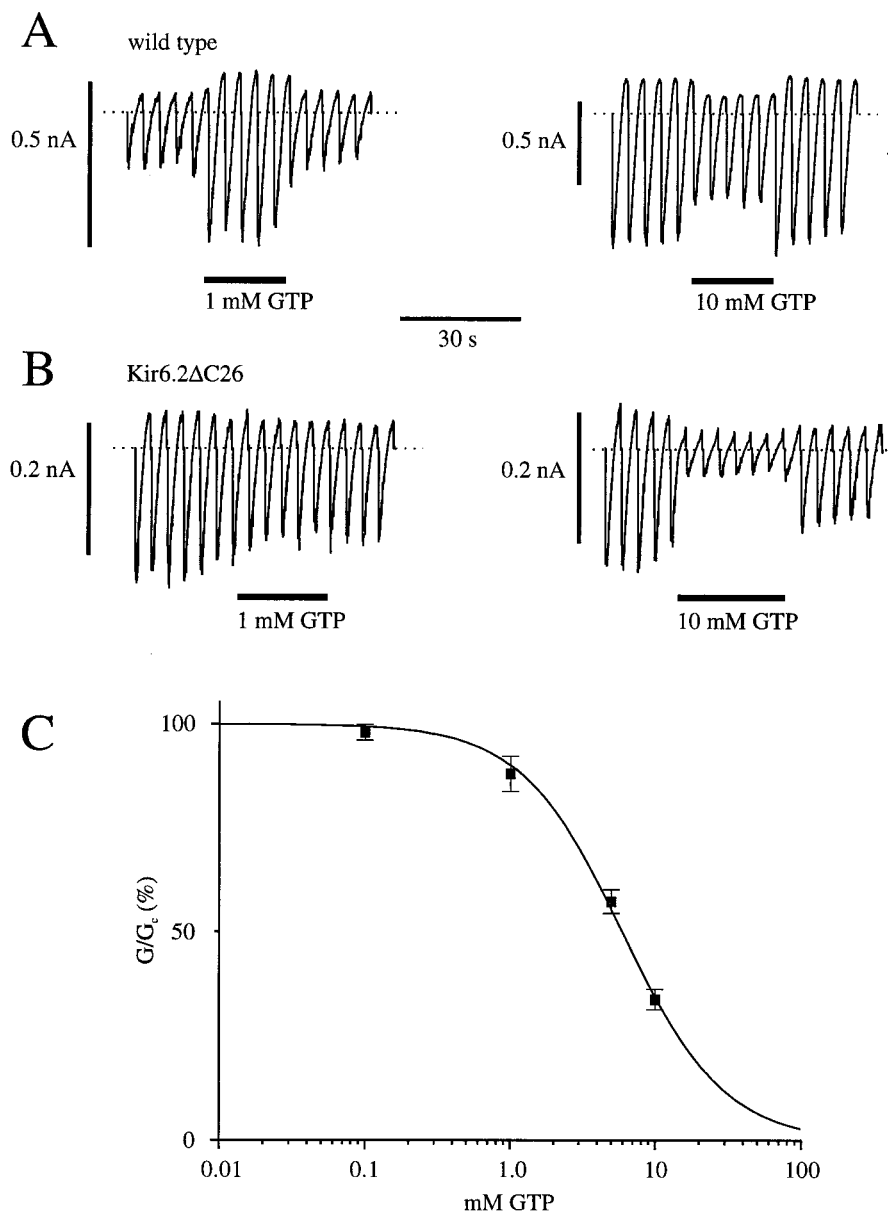 A
wild type
0.5 nA
0.5 nA
1 mM GTP
10 mM GTP
30 s
B
Kir6.2ΔC26
0.2 nA
0.2 nA
1 mM GTP
10 mM GTP
C
100
50
0
G/Gc (%)
0.01
0.1
1.0
10
100
mM GTP